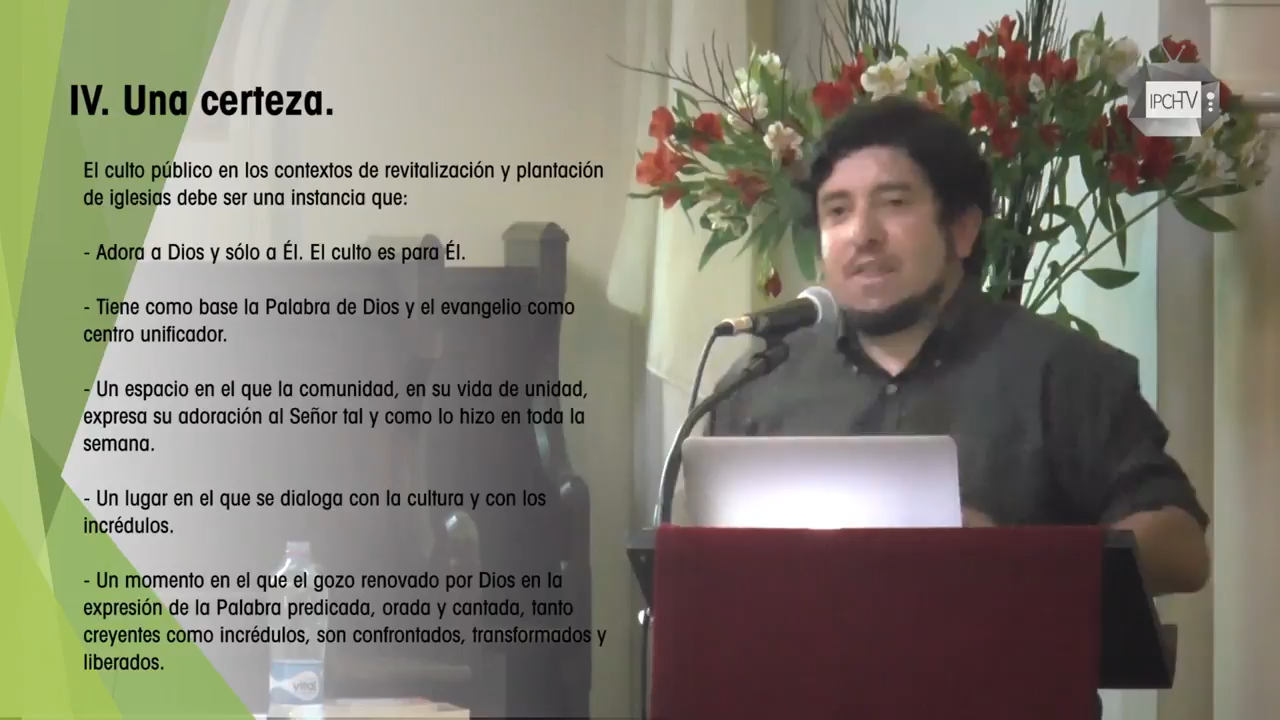 IV. Una certeza.
IPCHTV
El culto público en los contextos de revitalización y plantación
de iglesias debe ser una instancia que:
- Adora a Dios y sólo a Él. El culto es para Él.
- Tiene como base la Palabra de Dios y el evangelio como
centro unificador.
- Un espacio en el que la comunidad, en su vida de unidad,
expresa su adoración al Señor tal y como lo hizo en toda la
semana.
- Un lugar en el que se dialoga con la cultura y con los
incrédulos.
- Un momento en el que el gozo renovado por Dios en la
expresión de la Palabra predicada, orada y cantada, tanto
creyentes como incrédulos, son confrontados, transformados y
liberados.
vital